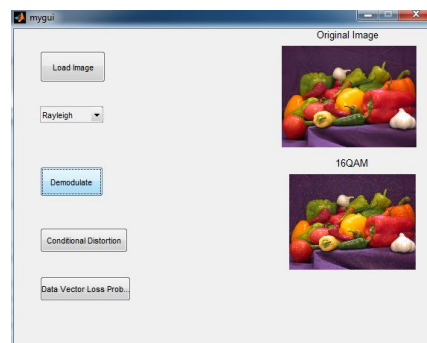 mygui
Original Image
Load Image
Rayleigh
16QAM
Demodulate
Conditional Distortion
Data Vector Loss Prob...